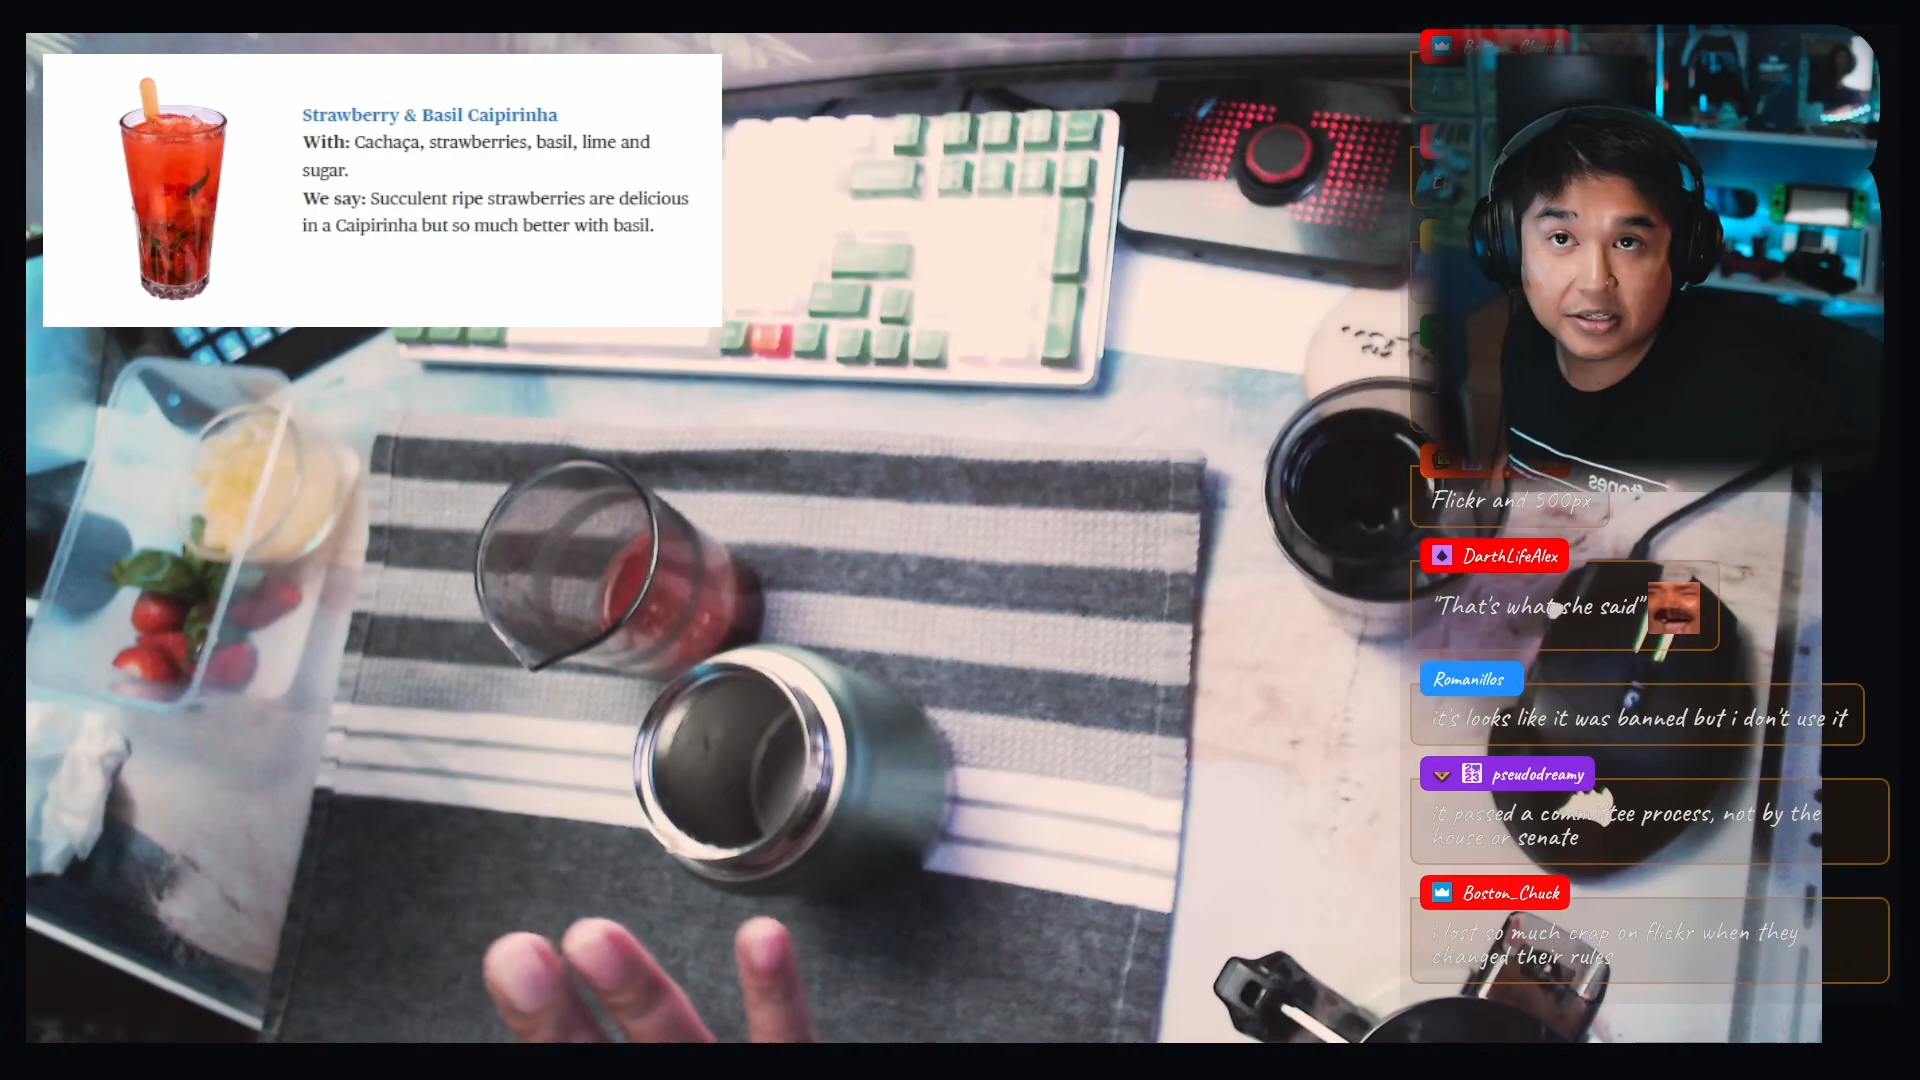 Strawberry & Basil Caipirinha
With: Cachaça, strawberries, basil, lime and
sugar.
We say: Succulent ripe strawberries are delicious
in a Caipirinha but so much better with basil.
Boston_Chuck
Flickr and 500px
DarthLifeAlex
"That's what she said"
Romanillos
it's looks like it was banned but i don't use it
pseudodreamy
it passed a committee process, not by the
house or senate
Boston_Chuck
i lost so much crap on flickr when they
changed their rules